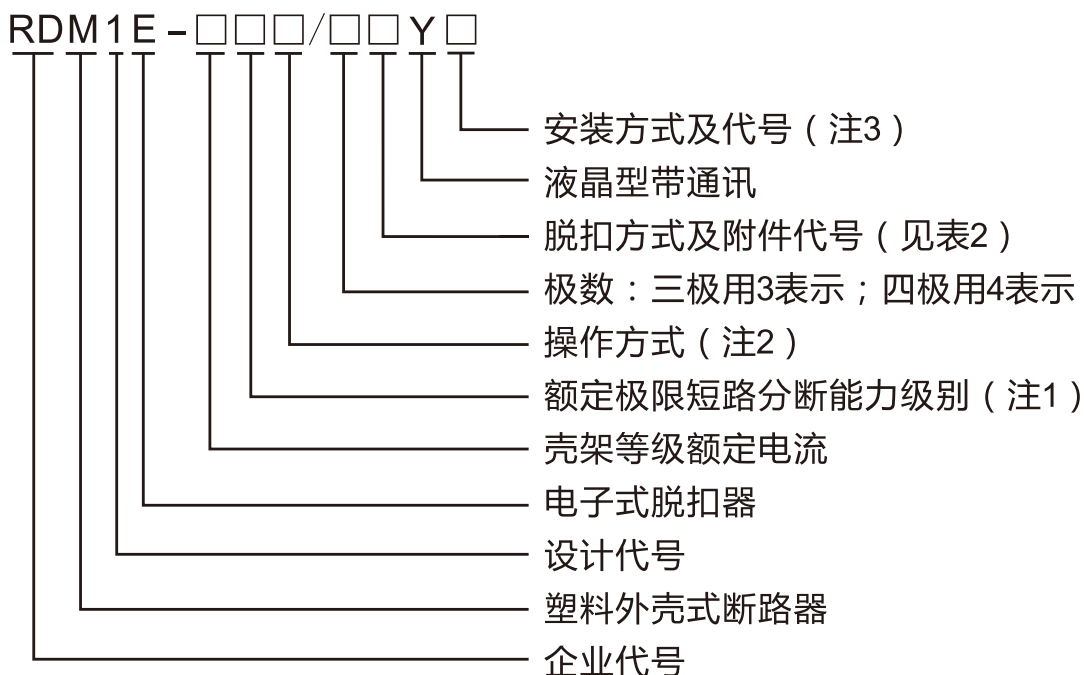 RDM1E-□□□/□□Y□
安装方式及代号（注3）
液晶型带通讯
脱扣方式及附件代号（见表2）
极数：三极用3表示；四极用4表示
操作方式（注2）
额定极限短路分断能力级别（注1）
壳架等级额定电流
电子式脱扣器
设计代号
塑料外壳式断路器
企业代号